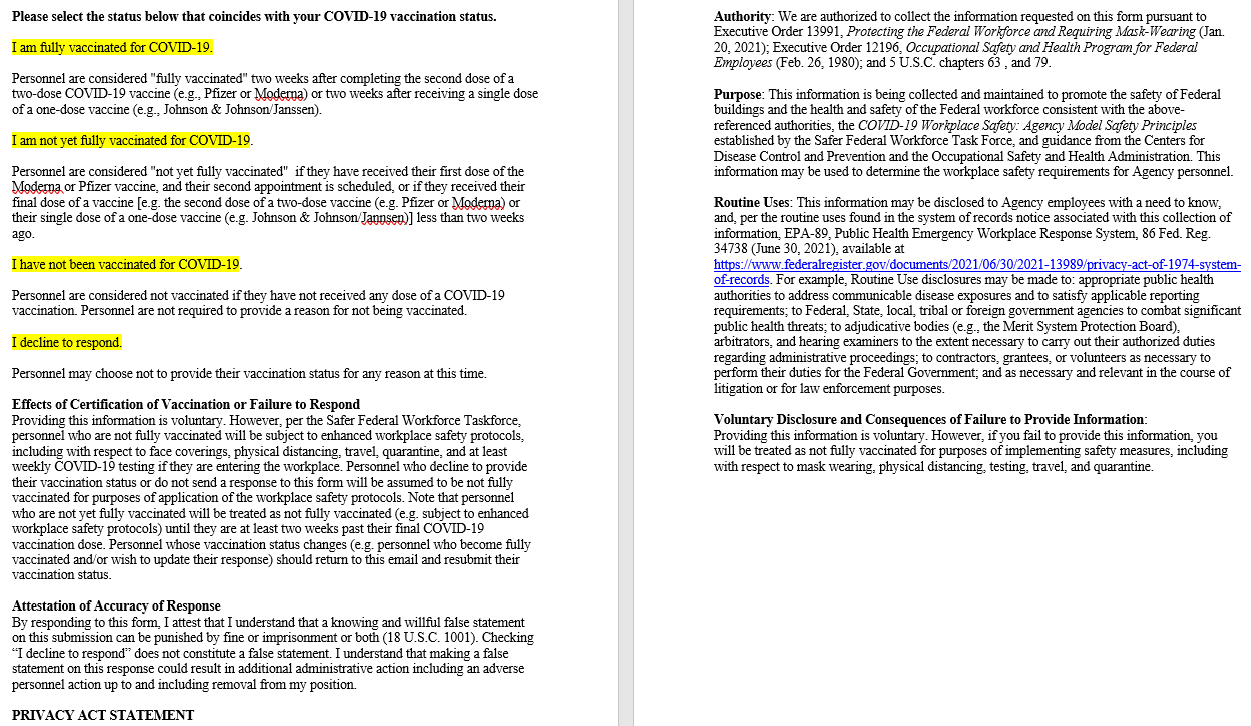 Please select the status below that coincides with your COVID-19 vaccination status.
I am fully vaccinated for COVID-19.
Personnel are considered "fully vaccinated" two weeks after completing the second dose of a
two-dose COVID-19 vaccine (e.g., Pfizer or Moderna) or two weeks after receiving a single dose
of a one-dose vaccine (e.g., Johnson & Johnson/Janssen).
I am not yet fully vaccinated for COVID-19.
Personnel are considered "not yet fully vaccinated"  if they have received their first dose of the
Moderna or Pfizer vaccine, and their second appointment is scheduled, or if they received their
final dose of a vaccine [e.g. the second dose of a two-dose vaccine (e.g. Pfizer or Moderna) or
their single dose of a one-dose vaccine (e.g. Johnson & Johnson/Jannsen)] less than two weeks
ago.
I have not been vaccinated for COVID-19.
Personnel are considered not vaccinated if they have not received any dose of a COVID-19
vaccination. Personnel are not required to provide a reason for not being vaccinated.
I decline to respond.
Personnel may choose not to provide their vaccination status for any reason at this time.
Effects of Certification of Vaccination or Failure to Respond
Providing this information is voluntary. However, per the Safer Federal Workforce Taskforce,
personnel who are not fully vaccinated will be subject to enhanced workplace safety protocols,
including with respect to face coverings, physical distancing, travel, quarantine, and at least
weekly COVID-19 testing if they are entering the workplace. Personnel who decline to provide
their vaccination status or do not send a response to this form will be assumed to be not fully
vaccinated for purposes of application of the workplace safety protocols. Note that personnel
who are not yet fully vaccinated will be treated as not fully vaccinated (e.g. subject to enhanced
workplace safety protocols) until they are at least two weeks past their final COVID-19
vaccination dose. Personnel whose vaccination status changes (e.g. personnel who become fully
vaccinated and/or wish to update their response) should return to this email and resubmit their
vaccination status.
Attestation of Accuracy of Response
By responding to this form, I attest that I understand that a knowing and willful false statement
on this submission can be punished by fine or imprisonment or both (18 U.S.C. 1001). Checking
“I decline to respond” does not constitute a false statement. I understand that making a false
statement on this response could result in additional administrative action including an adverse
personnel action up to and including removal from my position.
PRIVACY ACT STATEMENT
Authority: We are authorized to collect the information requested on this form pursuant to
Executive Order 13991, Protecting the Federal Workforce and Requiring Mask-Wearing (Jan.
20, 2021); Executive Order 12196, Occupational Safety and Health Program for Federal
Employees (Feb. 26, 1980); and 5 U.S.C. chapters 63 , and 79.
Purpose: This information is being collected and maintained to promote the safety of Federal
buildings and the health and safety of the Federal workforce consistent with the above-
referenced authorities, the COVID-19 Workplace Safety: Agency Model Safety Principles
established by the Safer Federal Workforce Task Force, and guidance from the Centers for
Disease Control and Prevention and the Occupational Safety and Health Administration. This
information may be used to determine the workplace safety requirements for Agency personnel.
Routine Uses: This information may be disclosed to Agency employees with a need to know,
and, per the routine uses found in the system of records notice associated with this collection of
information, EPA-89, Public Health Emergency Workplace Response System, 86 Fed. Reg.
34738 (June 30, 2021), available at
https://www.federalregister.gov/documents/2021/06/30/2021-13989/privacy-act-of-1974-system-
of-records. For example, Routine Use disclosures may be made to: appropriate public health
authorities to address communicable disease exposures and to satisfy applicable reporting
requirements; to Federal, State, local, tribal or foreign government agencies to combat significant
public health threats; to adjudicative bodies (e.g., the Merit System Protection Board),
arbitrators, and hearing examiners to the extent necessary to carry out their authorized duties
regarding administrative proceedings; to contractors, grantees, or volunteers as necessary to
perform their duties for the Federal Government; and as necessary and relevant in the course of
litigation or for law enforcement purposes.
Voluntary Disclosure and Consequences of Failure to Provide Information:
Providing this information is voluntary. However, if you fail to provide this information, you
will be treated as not fully vaccinated for purposes of implementing safety measures, including
with respect to mask wearing, physical distancing, testing, travel, and quarantine.